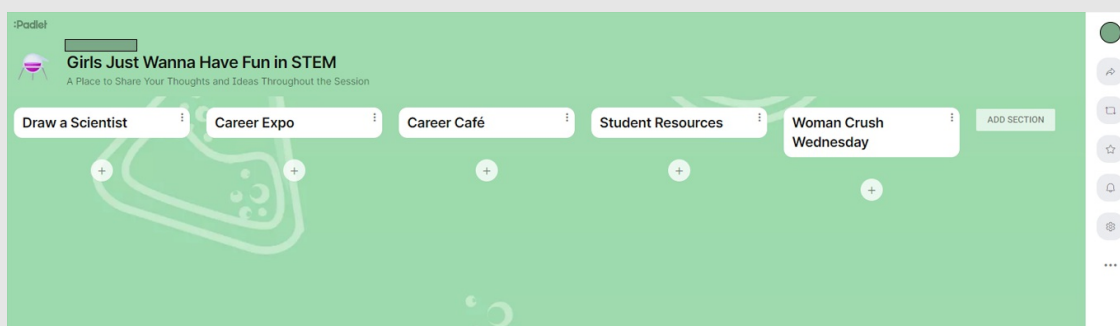 :Padlet
Girls Just Wanna Have Fun in STEM
A Place to Share Your Thoughts and Ideas Throughout the Session
Draw a Scientist
Career Expo
Career Café
Student Resources
Woman Crush
Wednesday
ADD SECTION